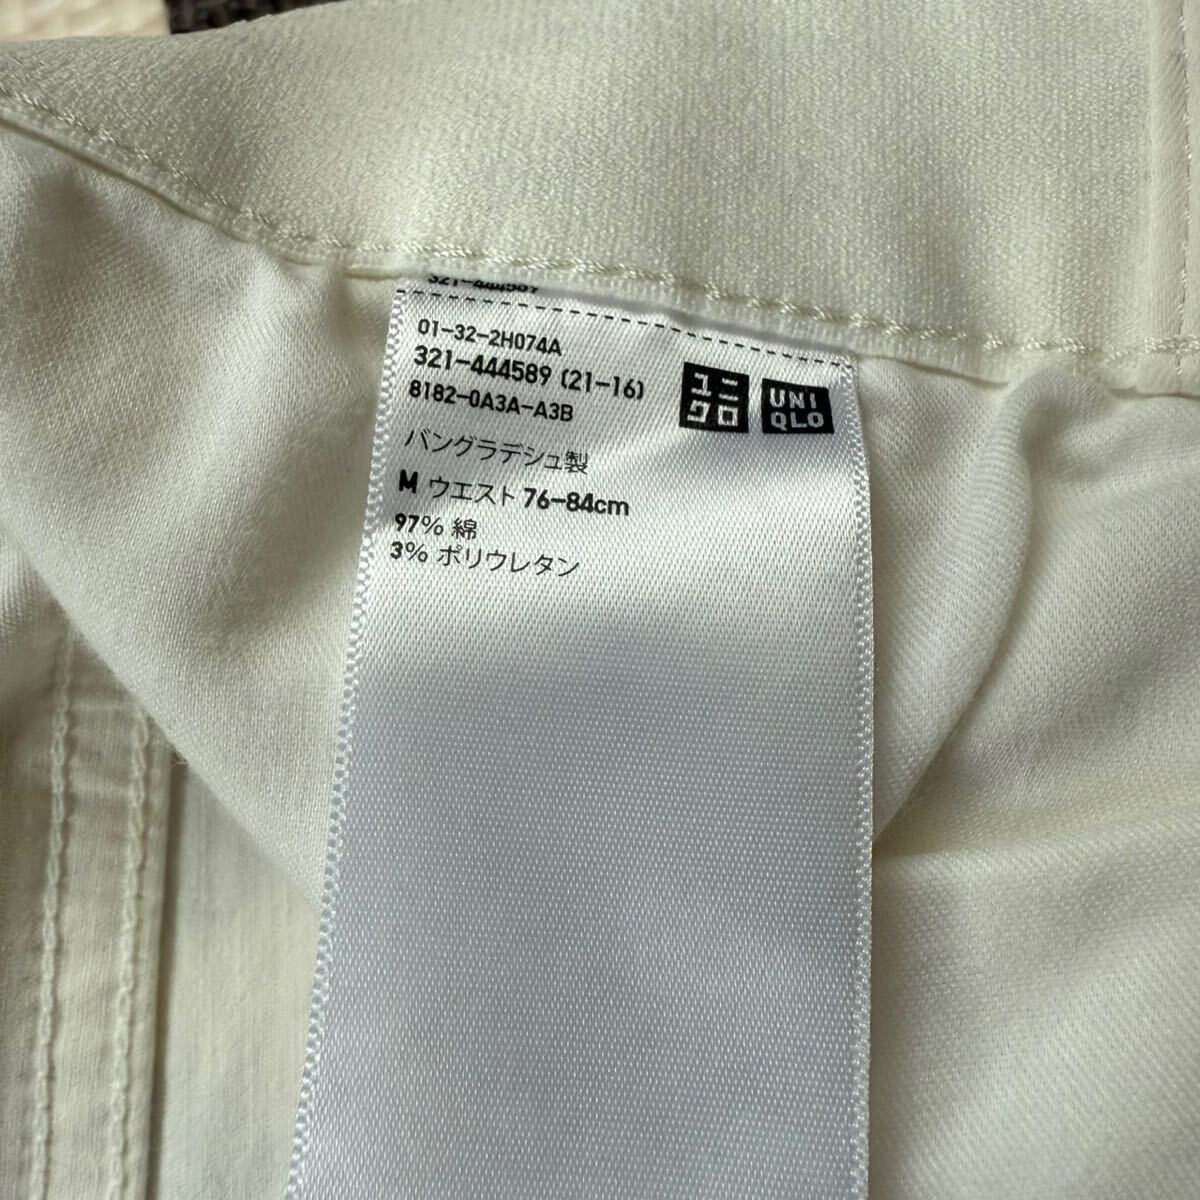 321-444589
01-32-2H074A
321-444589 (21-16)
8182-0A3A-A3B
ユニクロ
UNIQLO
バングラデシュ製
M ウエスト 76-84cm
97% 綿
3% ポリウレタン